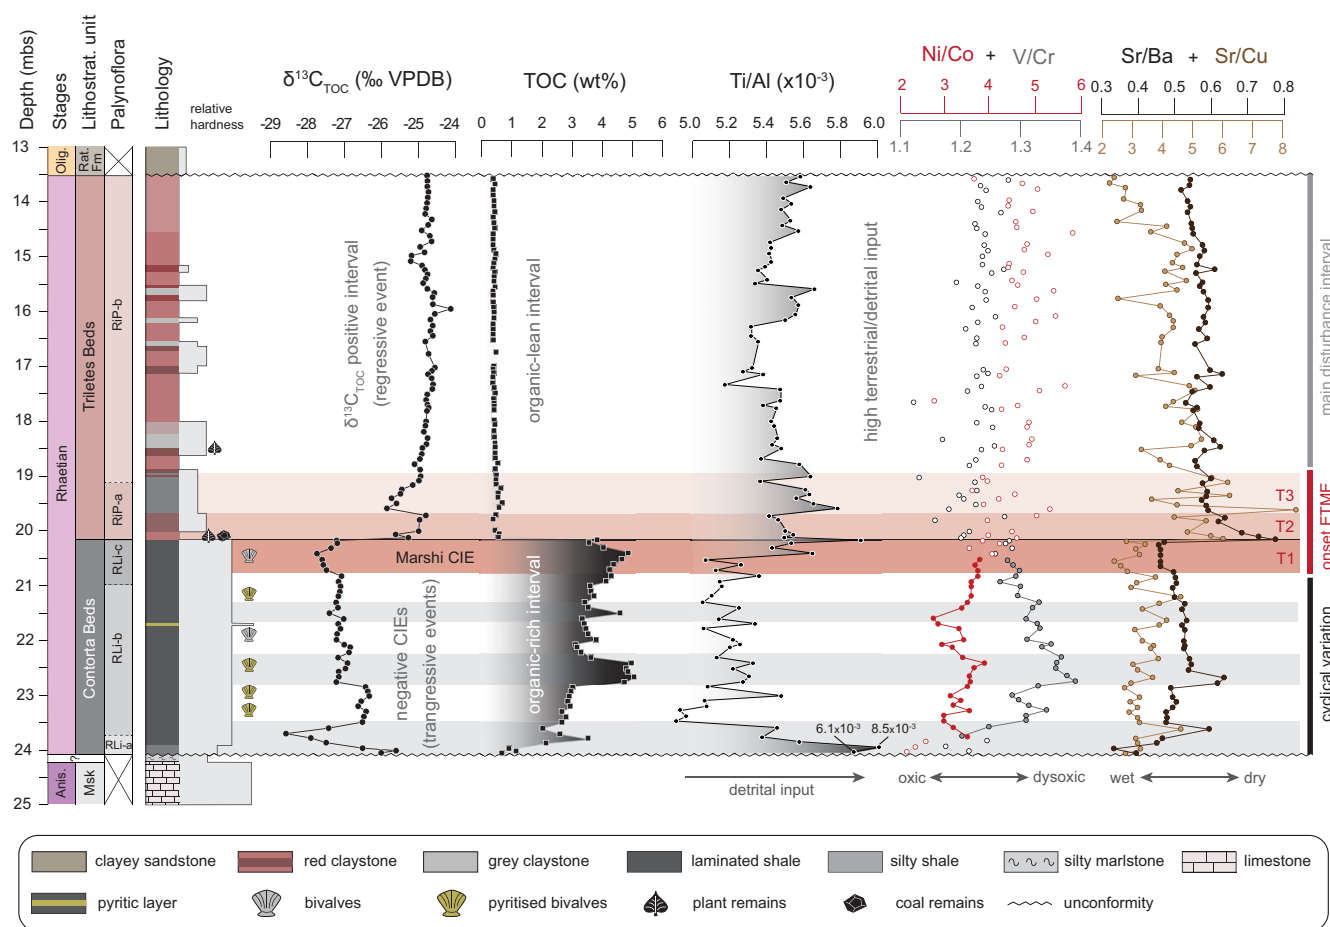 Depth (mbs)
Stages
Lithostrat. unit
Palynoflora
Lithology
relative
hardness
δ13CTOC (‰ VPDB)
-29 -28 -27 -26 -25 -24
TOC (wt%)
0 1 2 3 4 5 6
Ti/Al (x10-3)
5.0 5.4 5.6 5.8 6.0
Ni/Co + V/Cr
2 3 4 5 6
1.1 1.2 1.3 1.4
Sr/Ba + Sr/Cu
0.3 0.4 0.5 0.6 0.7 0.8
2 3 4 5 6 7 8
13
14
15
16
17
18
19
20
21
22
23
24
25
Olig.
Rat.
Fm
Rhaetian
Triletes Beds
Contorta Beds
RiP-b
RiP-a
RLi-c
RLi-b
RLi-a
?
Anis.
Msk
δ13CTOC positive interval
(regressive event)
organic-lean interval
high terrestrial/detrital input
main disturbance interval
T3
T2
T1
onset ETME
Marshi CIE
negative CIEs
(trangressive events)
organic-rich interval
cyclical variation
6.1x10-3 8.5x10-3
detrital input
oxic dysoxic
wet dry
clayey sandstone
red claystone
grey claystone
laminated shale
silty shale
silty marlstone
limestone
pyritic layer
bivalves
pyritised bivalves
plant remains
coal remains
unconformity